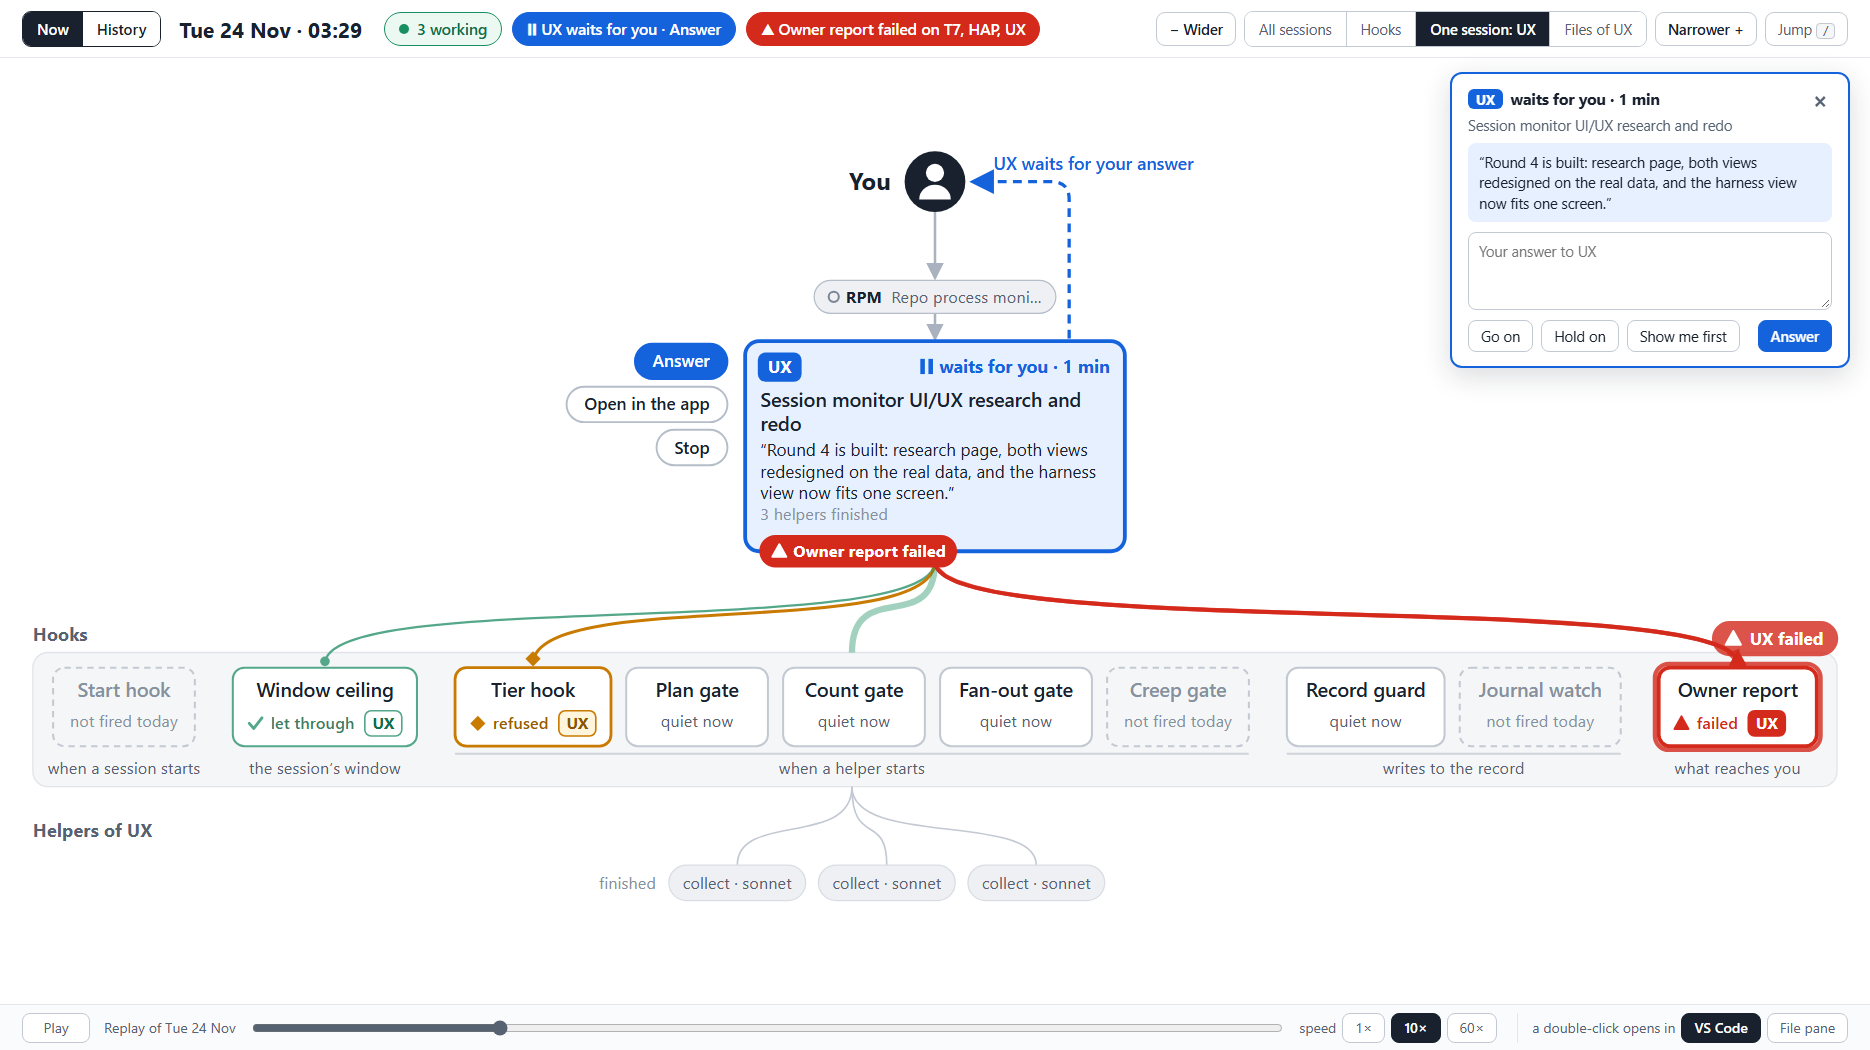 Now
History
Tue 24 Nov · 03:29
3 working
UX waits for you · Answer
Owner report failed on T7, HAP, UX
− Wider
All sessions
Hooks
One session: UX
Files of UX
Narrower +
Jump /
UX waits for you · 1 min ×
Session monitor UI/UX research and redo
“Round 4 is built: research page, both views
redesigned on the real data, and the harness view
now fits one screen.”
Your answer to UX
Go on
Hold on
Show me first
Answer
You
UX waits for your answer
RPM Repo process moni...
Answer
Open in the app
Stop
UX waits for you · 1 min
Session monitor UI/UX research and
redo
“Round 4 is built: research page, both views
redesigned on the real data, and the harness
view now fits one screen.”
3 helpers finished
Owner report failed
Hooks
UX failed
Start hook
not fired today
Window ceiling
let through UX
Tier hook
refused UX
Plan gate
quiet now
Count gate
quiet now
Fan-out gate
quiet now
Creep gate
not fired today
Record guard
quiet now
Journal watch
not fired today
Owner report
failed UX
when a session starts
the session’s window
when a helper starts
writes to the record
what reaches you
Helpers of UX
finished
collect · sonnet
collect · sonnet
collect · sonnet
Play
Replay of Tue 24 Nov
speed
1×
10×
60×
a double-click opens in
VS Code
File pane